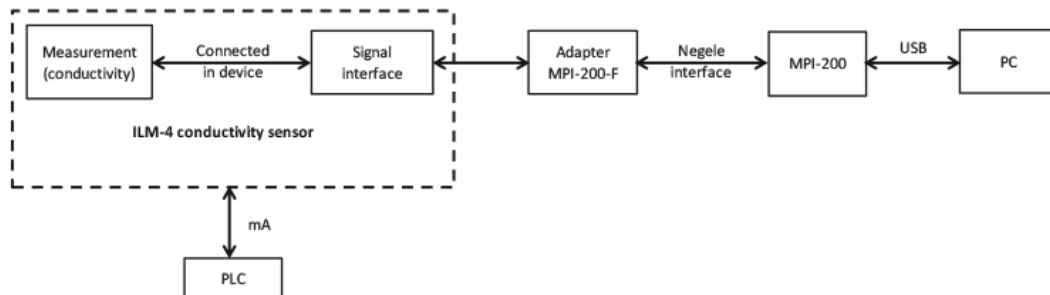 Measurement
(conductivity)
Connected
in device
Signal
interface
Adapter
MPI-200-F
Negele
interface
MPI-200
USB
PC
ILM-4 conductivity sensor
mA
PLC